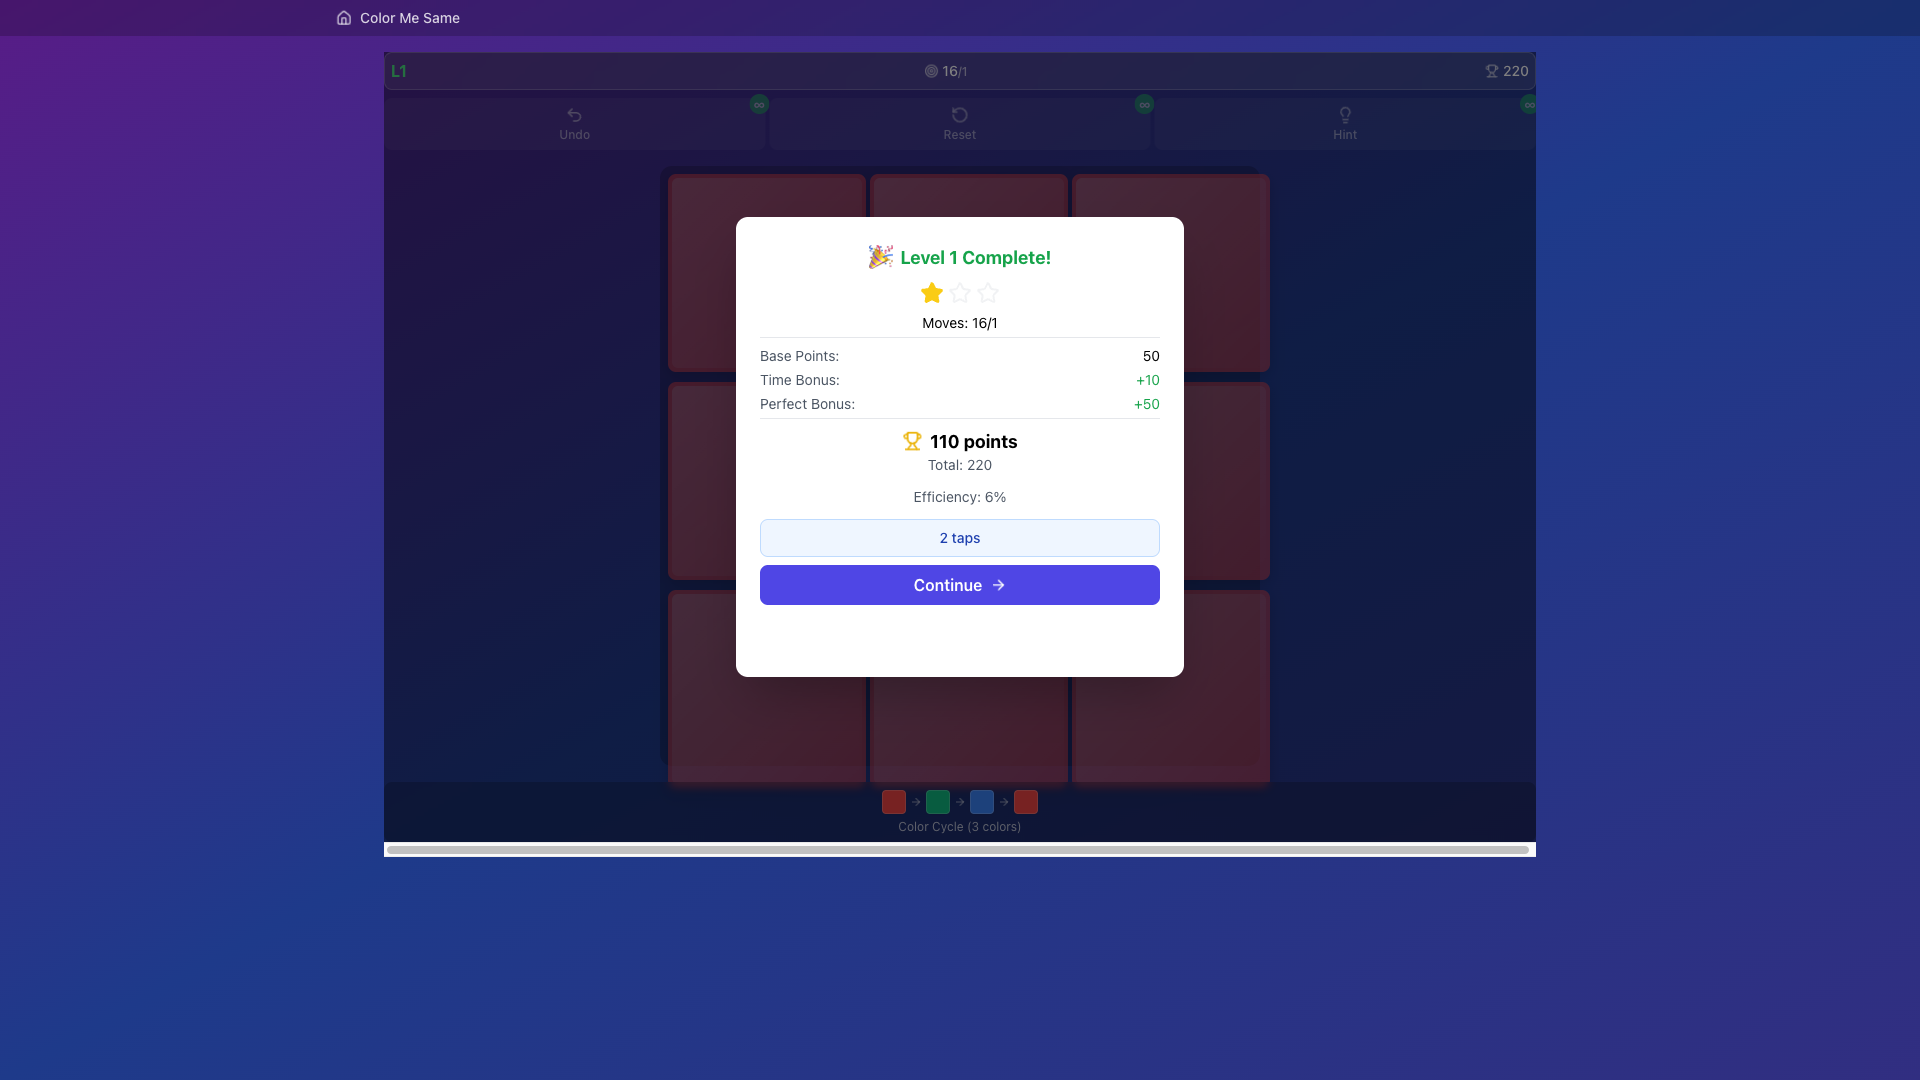 Color Me Same
L1
16/1
220
∞
∞
∞
Undo
Reset
Hint
Level 1 Complete!
Moves: 16/1
Base Points: 50
Time Bonus: +10
Perfect Bonus: +50
110 points
Total: 220
Efficiency: 6%
2 taps
Continue
Color Cycle (3 colors)